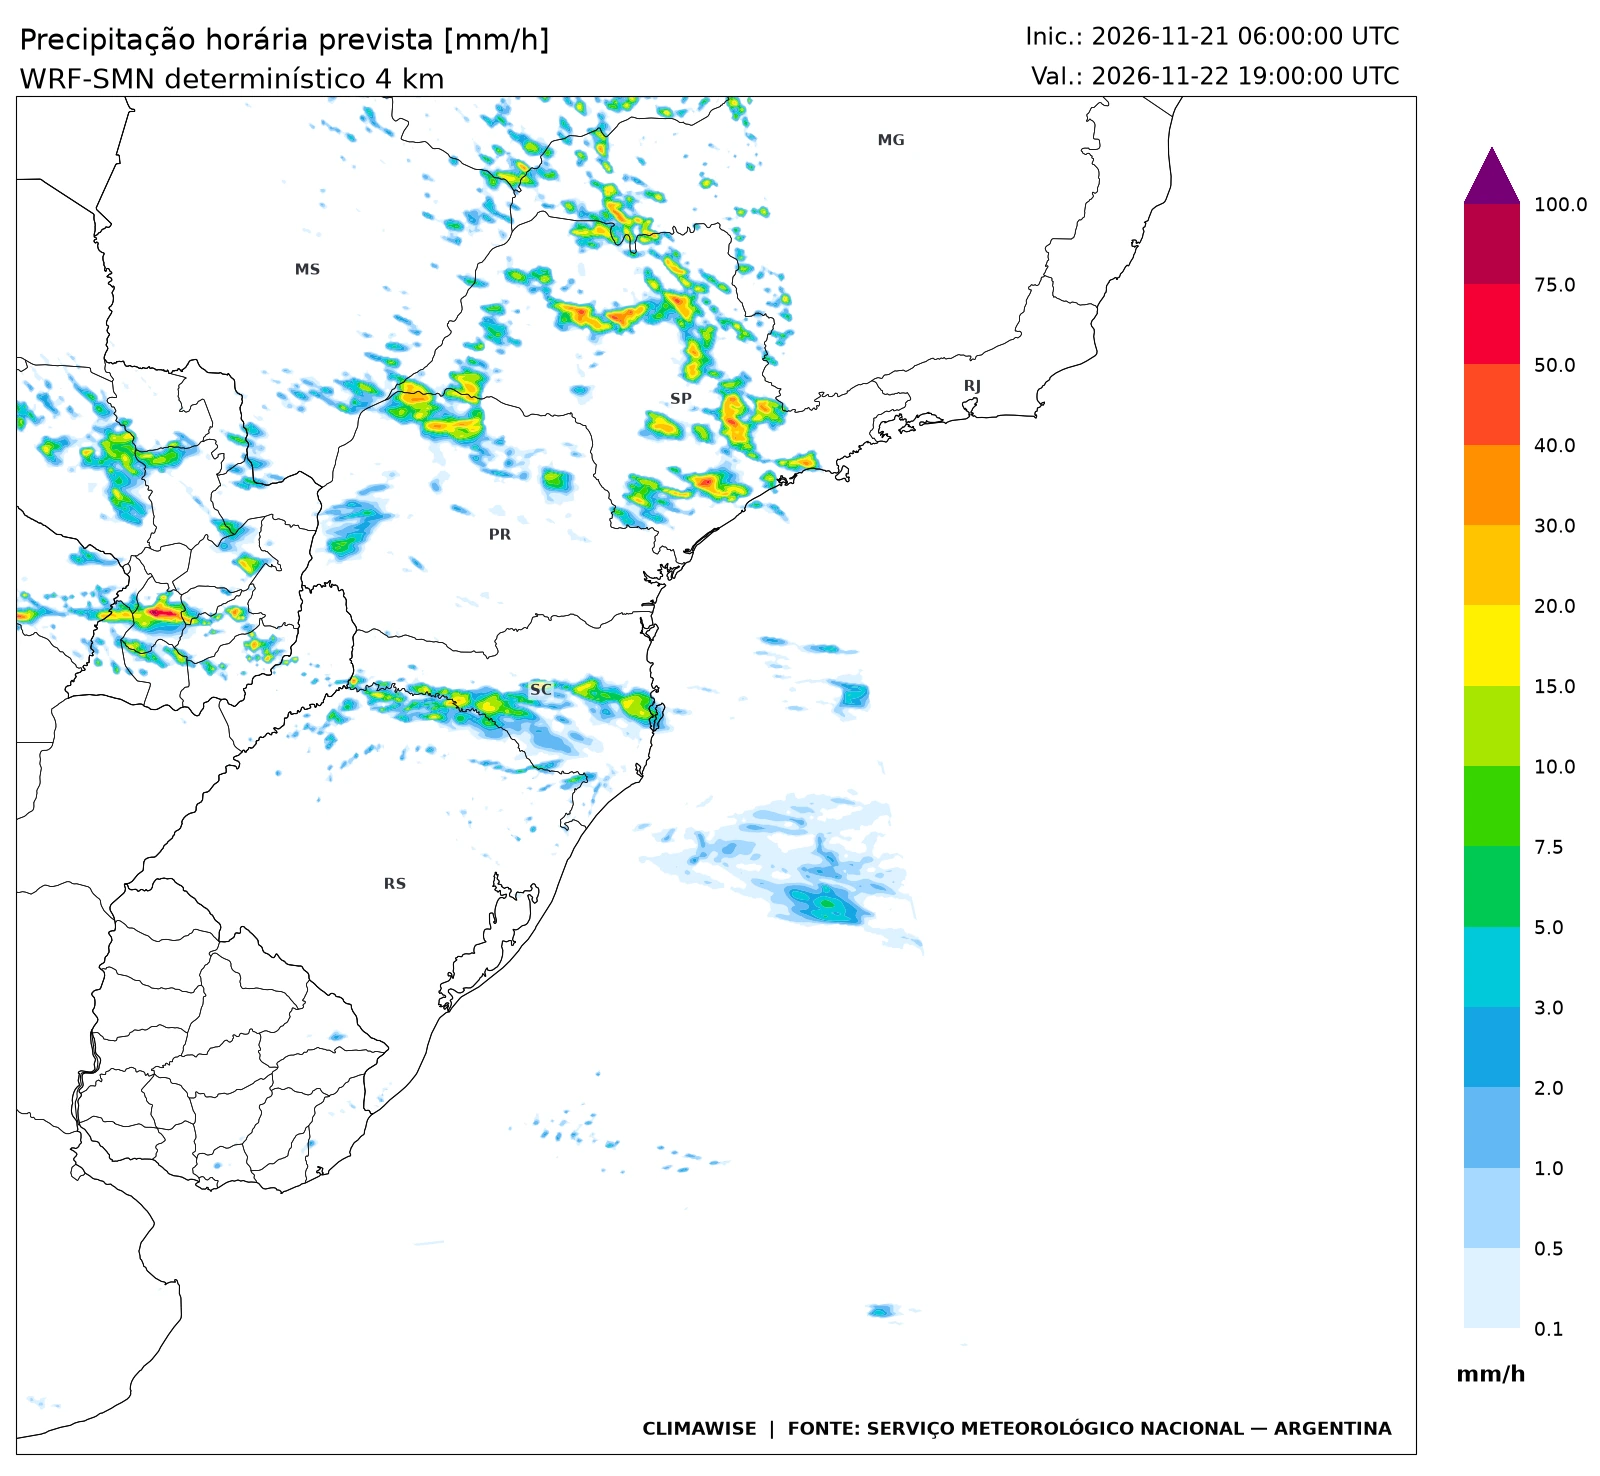 Precipitação horária prevista [mm/h]
WRF-SMN determinístico 4 km
Inic.: 2026-11-21 06:00:00 UTC
Val.: 2026-11-22 19:00:00 UTC
MG
MS
RJ
SP
PR
SC
RS
100.0
75.0
50.0
40.0
30.0
20.0
15.0
10.0
7.5
5.0
3.0
2.0
1.0
0.5
0.1
mm/h
CLIMAWISE | FONTE: SERVIÇO METEOROLÓGICO NACIONAL — ARGENTINA